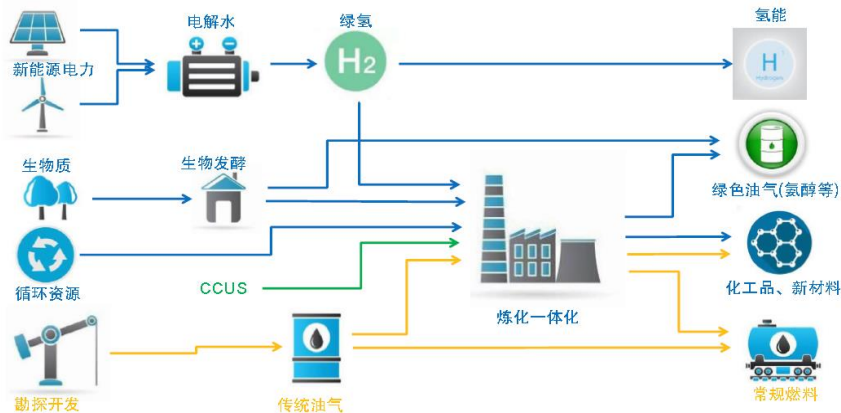 电解水
绿氢
氢能
新能源电力
H2
H
Hydrogen
生物质
生物发酵
绿色油气(氨醇等)
循环资源
CCUS
炼化一体化
化工品、新材料
勘探开发
传统油气
常规燃料